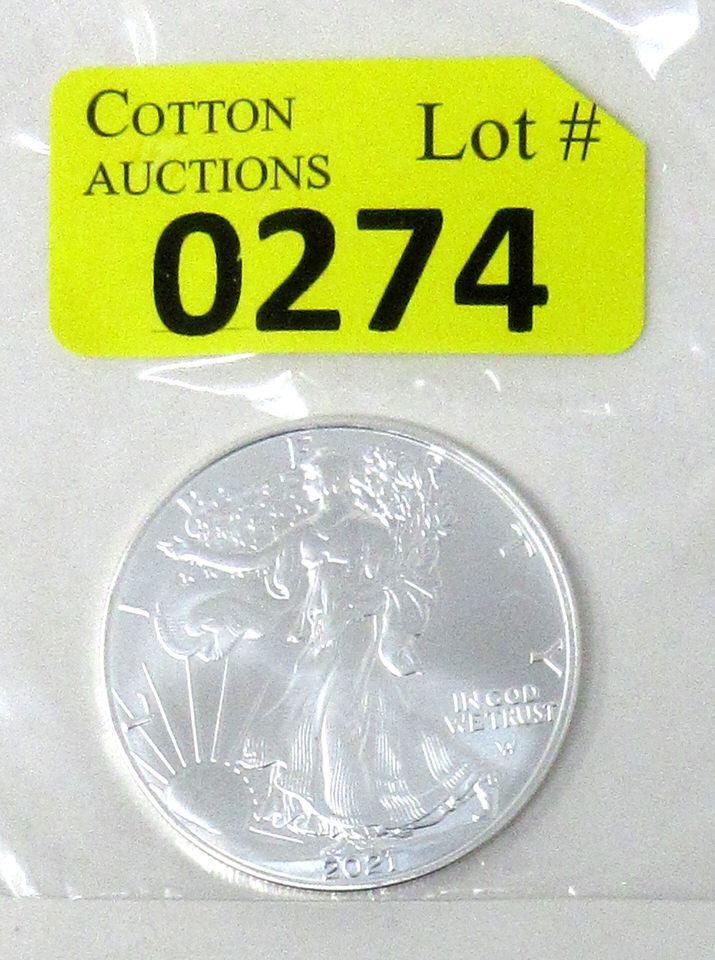 COTTON
AUCTIONS
Lot #
0274
LIBERTY
IN GOD
WE TRUST
W
2021